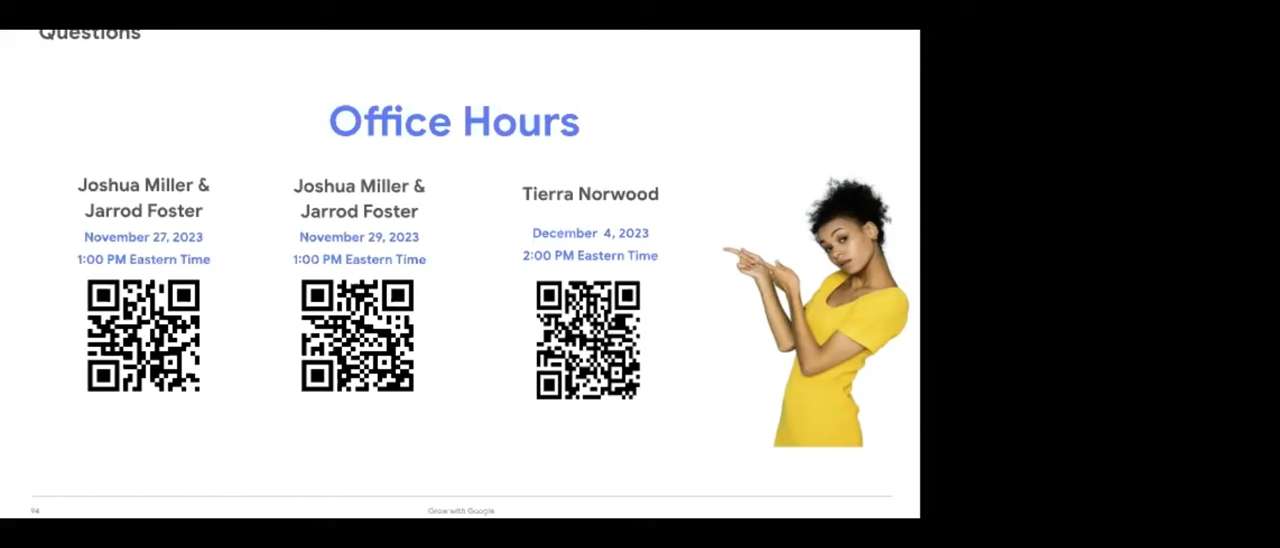 Questions
Office Hours
Joshua Miller &
Jarrod Foster
November 27, 2023
1:00 PM Eastern Time
Joshua Miller &
Jarrod Foster
November 29, 2023
1:00 PM Eastern Time
Tierra Norwood
December 4, 2023
2:00 PM Eastern Time
94
Grow with Google